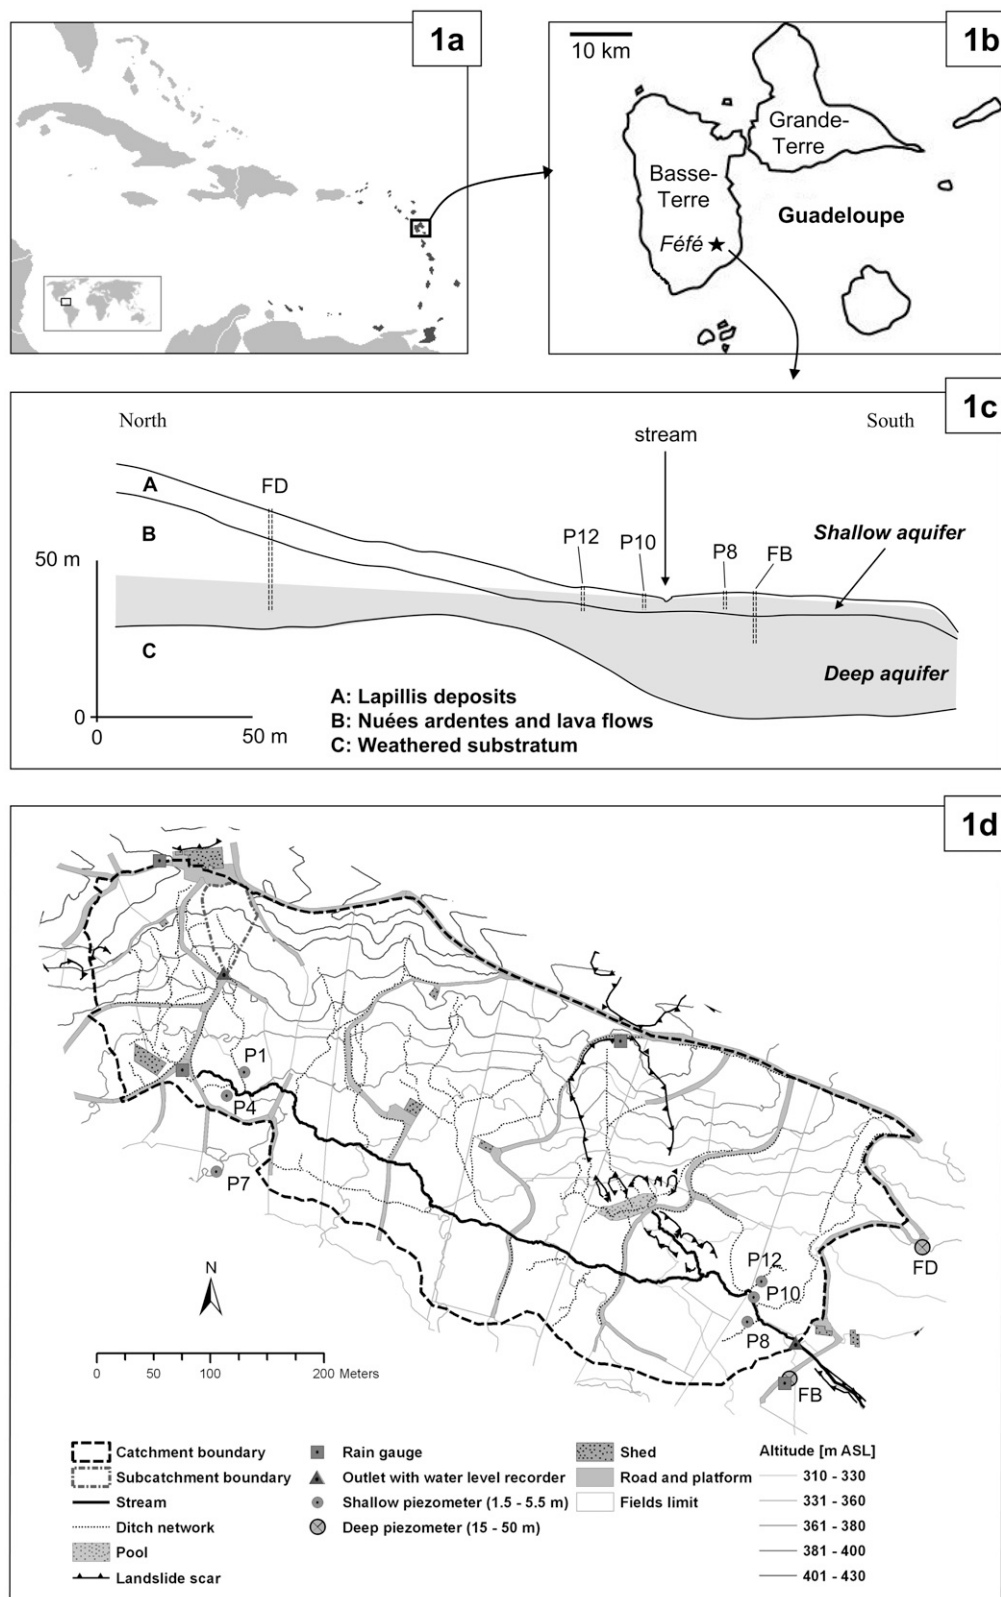 1a
1b
10 km
Grande-
Terre
Basse-
Terre
Guadeloupe
Féfé
1c
North
South
stream
A
FD
B
P12
P10
P8
FB
Shallow aquifer
50 m
C
Deep aquifer
A: Lapillis deposits
B: Nuées ardentes and lava flows
C: Weathered substratum
0
0
50 m
1d
P1
P4
P7
P12
P10
P8
FD
FB
N
0 50 100 200 Meters
Catchment boundary
Subcatchment boundary
Stream
Ditch network
Pool
Landslide scar
Rain gauge
Outlet with water level recorder
Shallow piezometer (1.5 - 5.5 m)
Deep piezometer (15 - 50 m)
Shed
Road and platform
Fields limit
Altitude [m ASL]
310 - 330
331 - 360
361 - 380
381 - 400
401 - 430